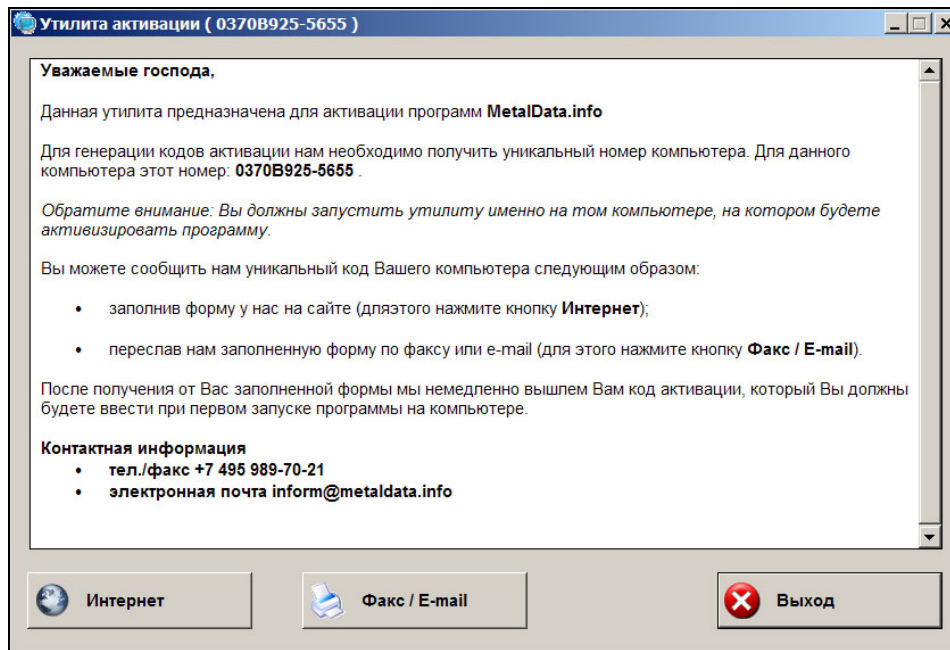 Утилита активации ( 0370B925-5655 )
Уважаемые господа,
Данная утилита предназначена для активации программ MetalData.info
Для генерации кодов активации нам необходимо получить уникальный номер компьютера. Для данного
компьютера этот номер: 0370B925-5655 .
Обратите внимание: Вы должны запустить утилиту именно на том компьютере, на котором будете
активизировать программу.
Вы можете сообщить нам уникальный код Вашего компьютера следующим образом:
• заполнив форму у нас на сайте (дляэтого нажмите кнопку Интернет);
• переслав нам заполненную форму по факсу или e-mail (для этого нажмите кнопку Факс / E-mail).
После получения от Вас заполненной формы мы немедленно вышлем Вам код активации, который Вы должны
будете ввести при первом запуске программы на компьютере.
Контактная информация
• тел./факс +7 495 989-70-21
• электронная почта inform@metaldata.info
Интернет
Факс / E-mail
Выход